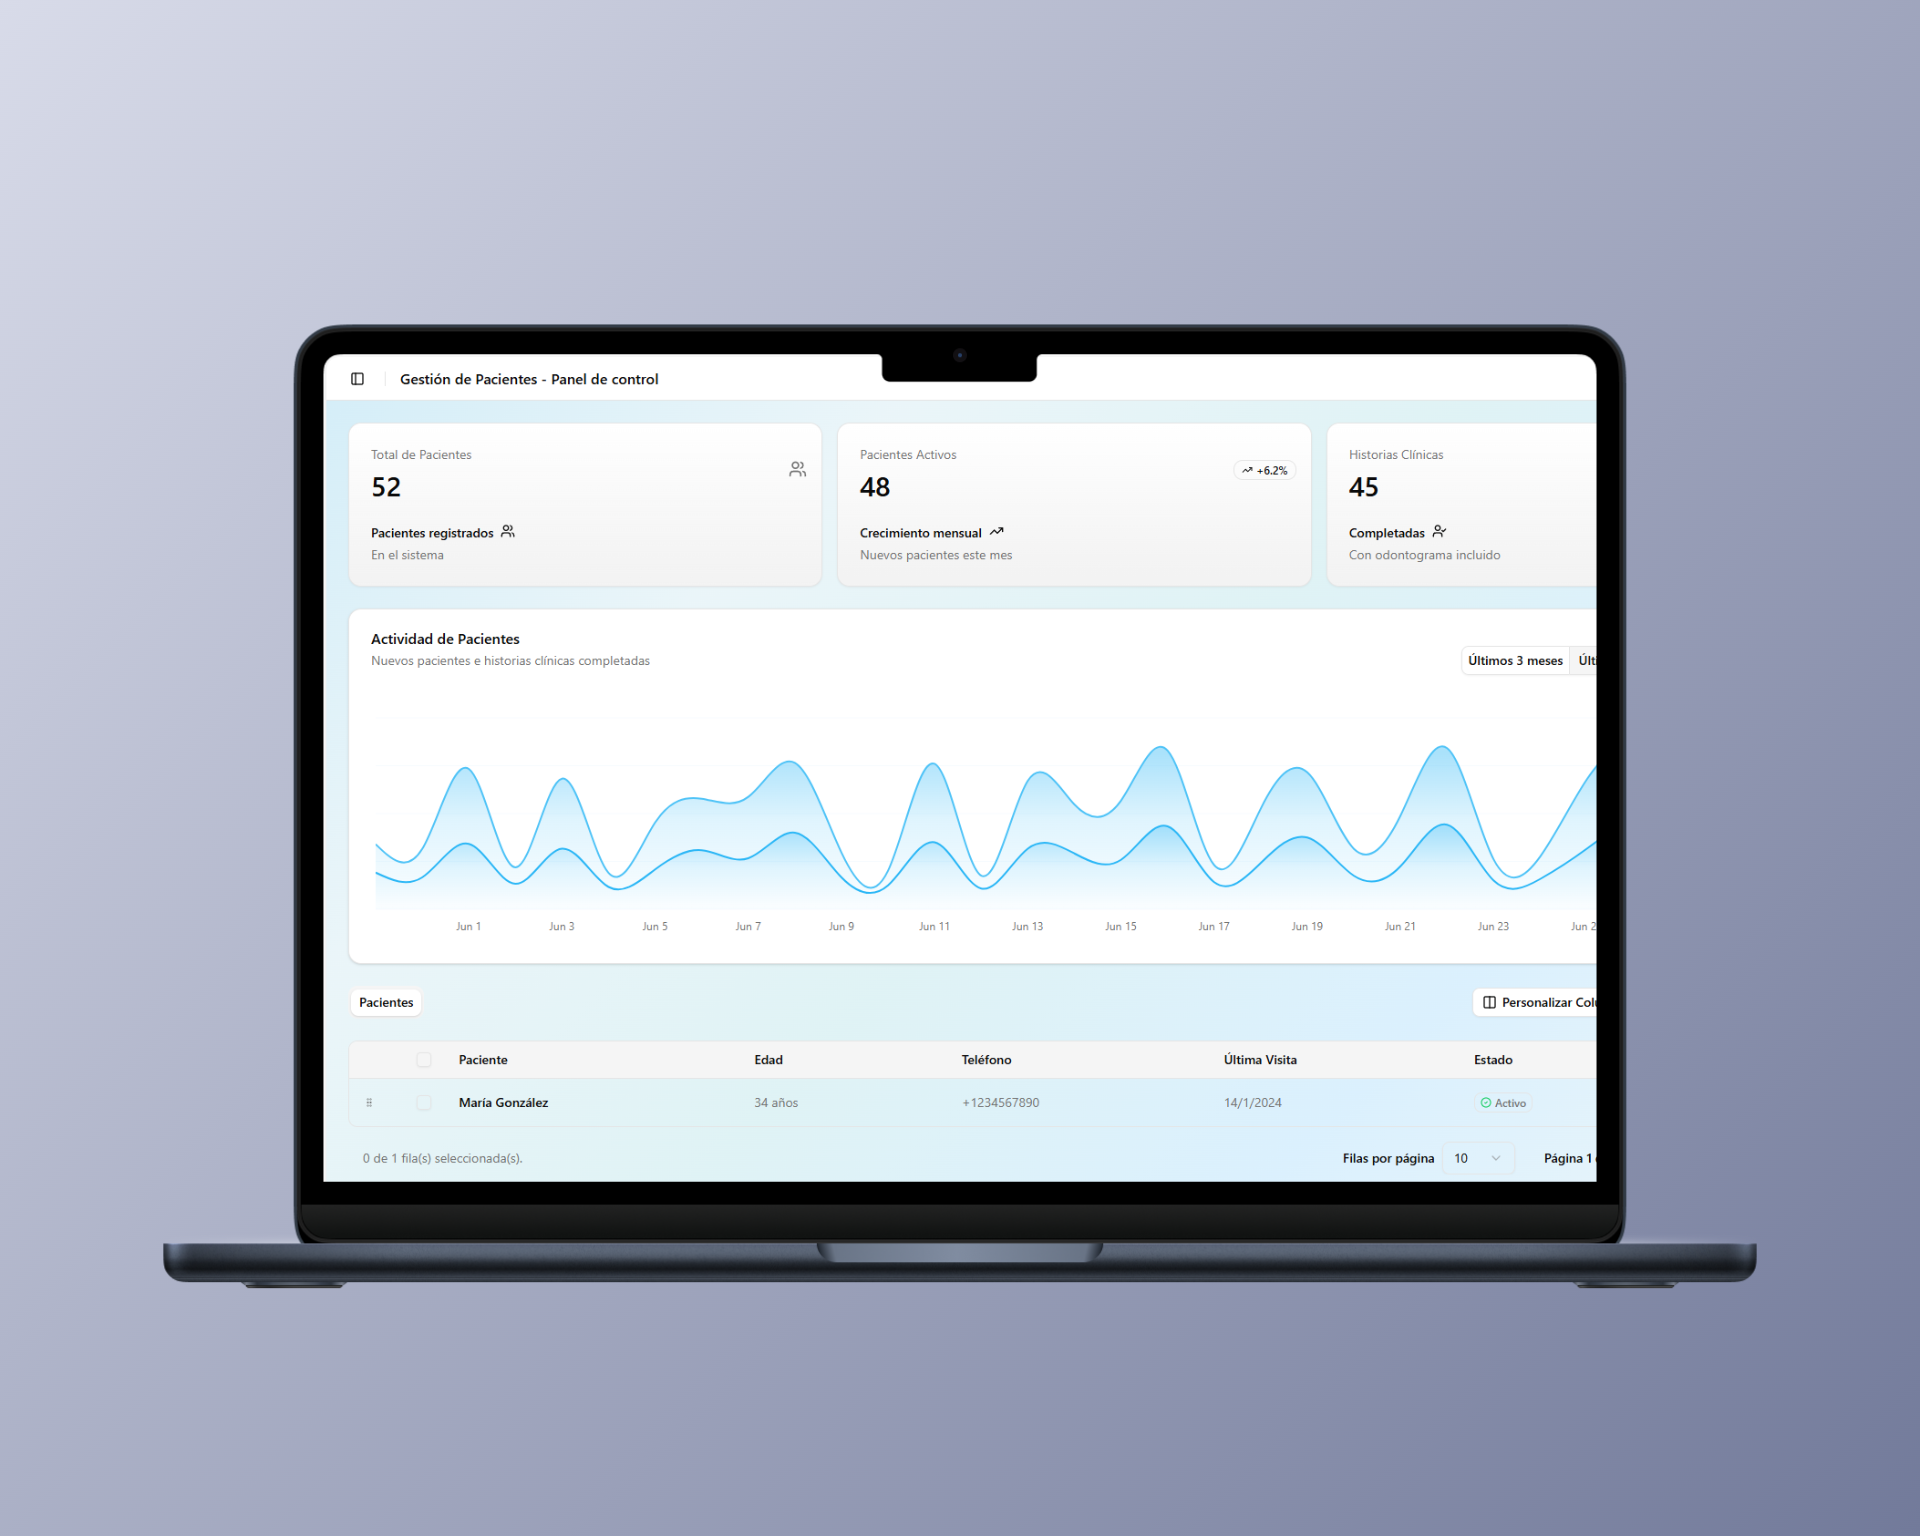 Gestión de Pacientes - Panel de control
Total de Pacientes
52
Pacientes registrados
En el sistema
Pacientes Activos
+6.2%
48
Crecimiento mensual
Nuevos pacientes este mes
Historias Clínicas
45
Completadas
Con odontograma incluido
Actividad de Pacientes
Nuevos pacientes e historias clínicas completadas
Últimos 3 meses
Jun 1 Jun 3 Jun 5 Jun 7 Jun 9 Jun 11 Jun 13 Jun 15 Jun 17 Jun 19 Jun 21 Jun 23 Jun
Pacientes
Personalizar
Paciente Edad Teléfono Última Visita Estado
María González 34 años +1234567890 14/1/2024 Activo
0 de 1 fila(s) seleccionada(s).
Filas por página 10 Página 1